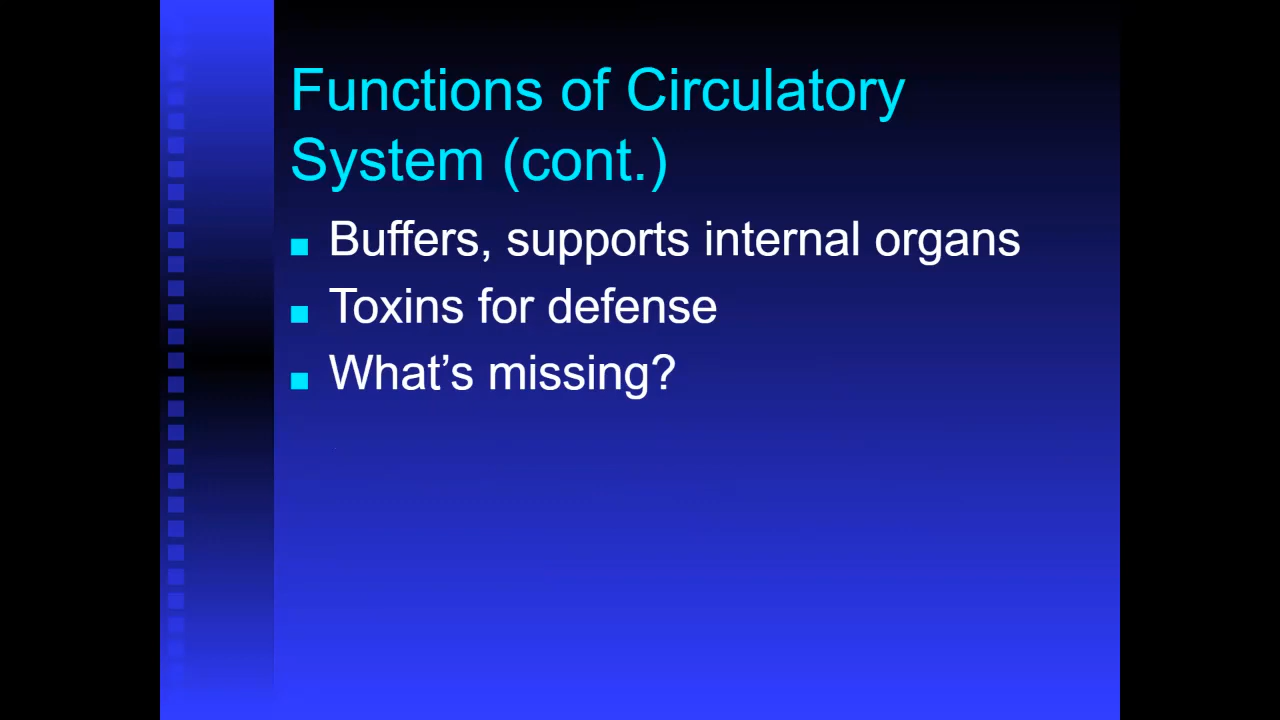 Functions of Circulatory
System (cont.)
Buffers, supports internal organs
Toxins for defense
What’s missing?